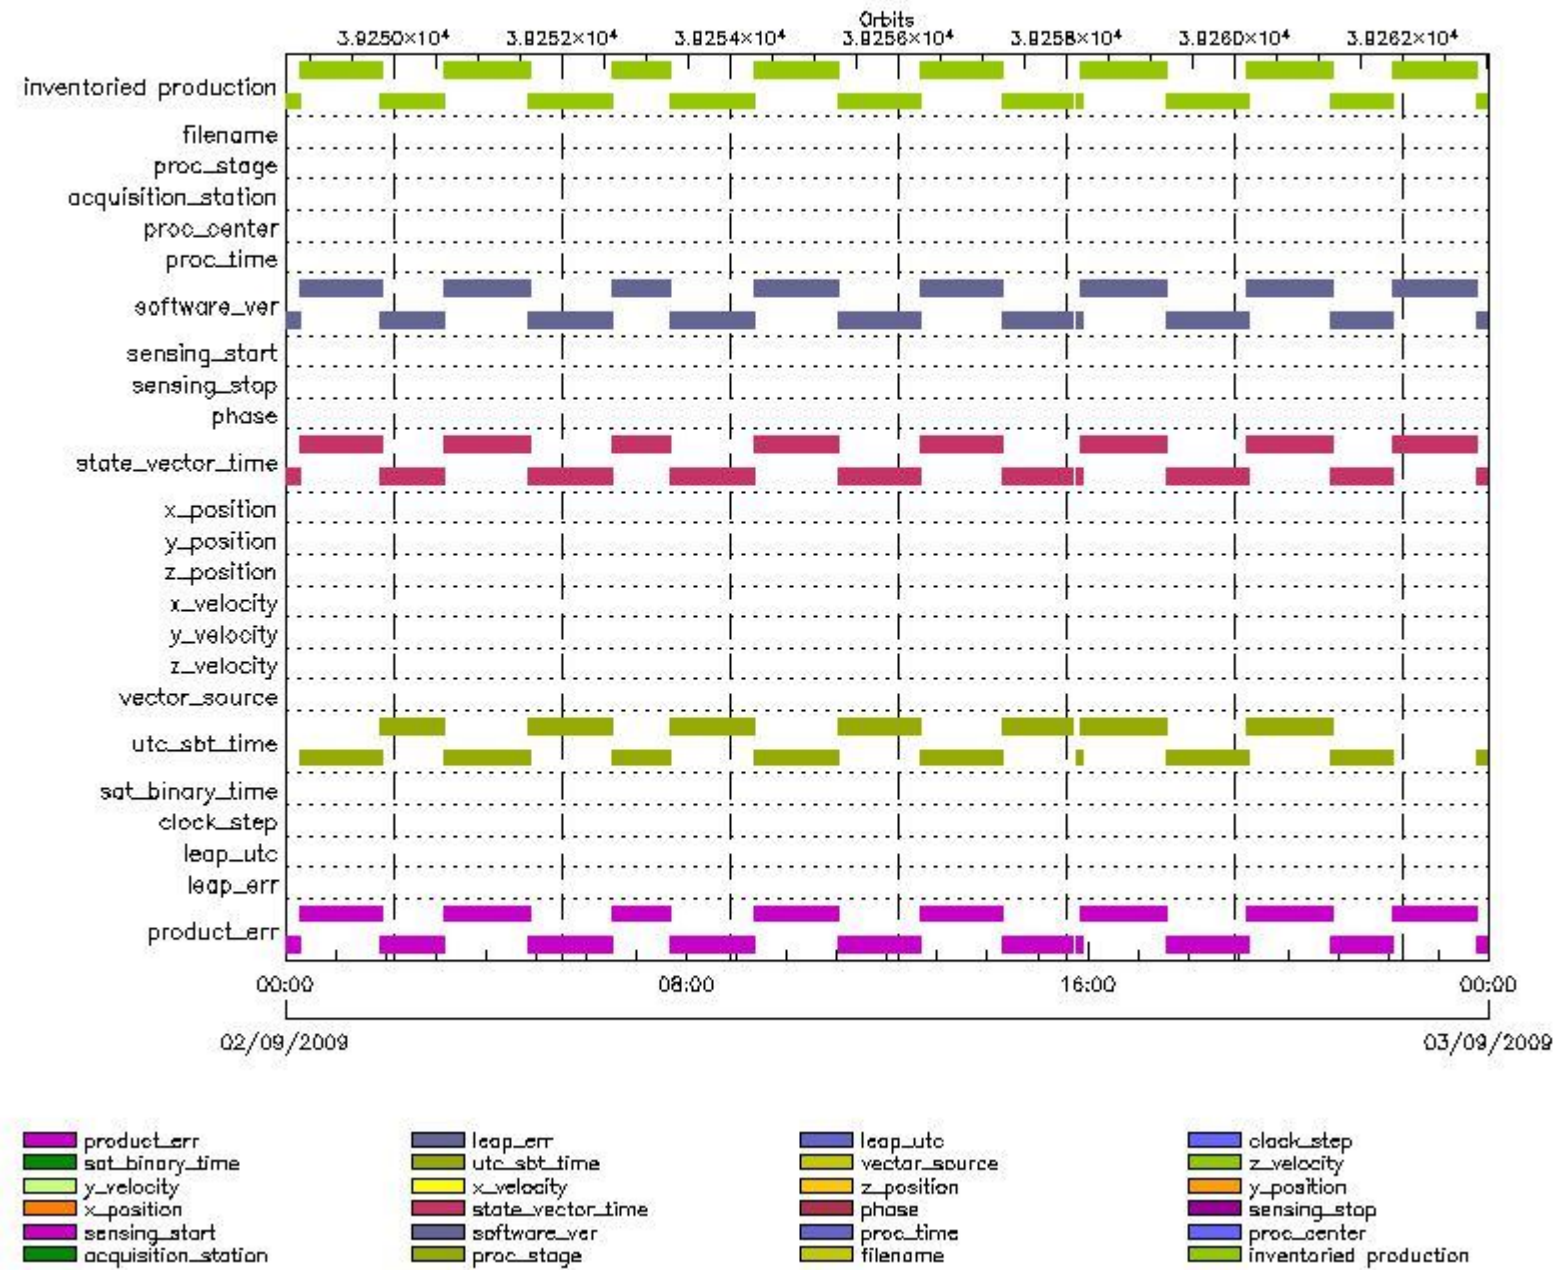 Orbits
3.9250×10⁴ 3.9252×10⁴ 3.9254×10⁴ 3.9256×10⁴ 3.9258×10⁴ 3.9260×10⁴ 3.9262×10⁴
inventoried production
filename
proc_stage
acquisition_station
proc_center
proc_time
software_ver
sensing_start
sensing_stop
phase
state_vector_time
x_position
y_position
z_position
x_velocity
y_velocity
z_velocity
vector_source
utc_sbt_time
sat_binary_time
clock_step
leap_utc
leap_err
product_err
00:00 08:00 16:00 00:00
02/09/2009 03/09/2009
product_err leap_err leap_utc clock_step
sat_binary_time utc_sbt_time vector_source z_velocity
y_velocity x_velocity z_position y_position
x_position state_vector_time phase sensing_stop
sensing_start software_ver proc_time proc_center
acquisition_station proc_stage filename inventoried production